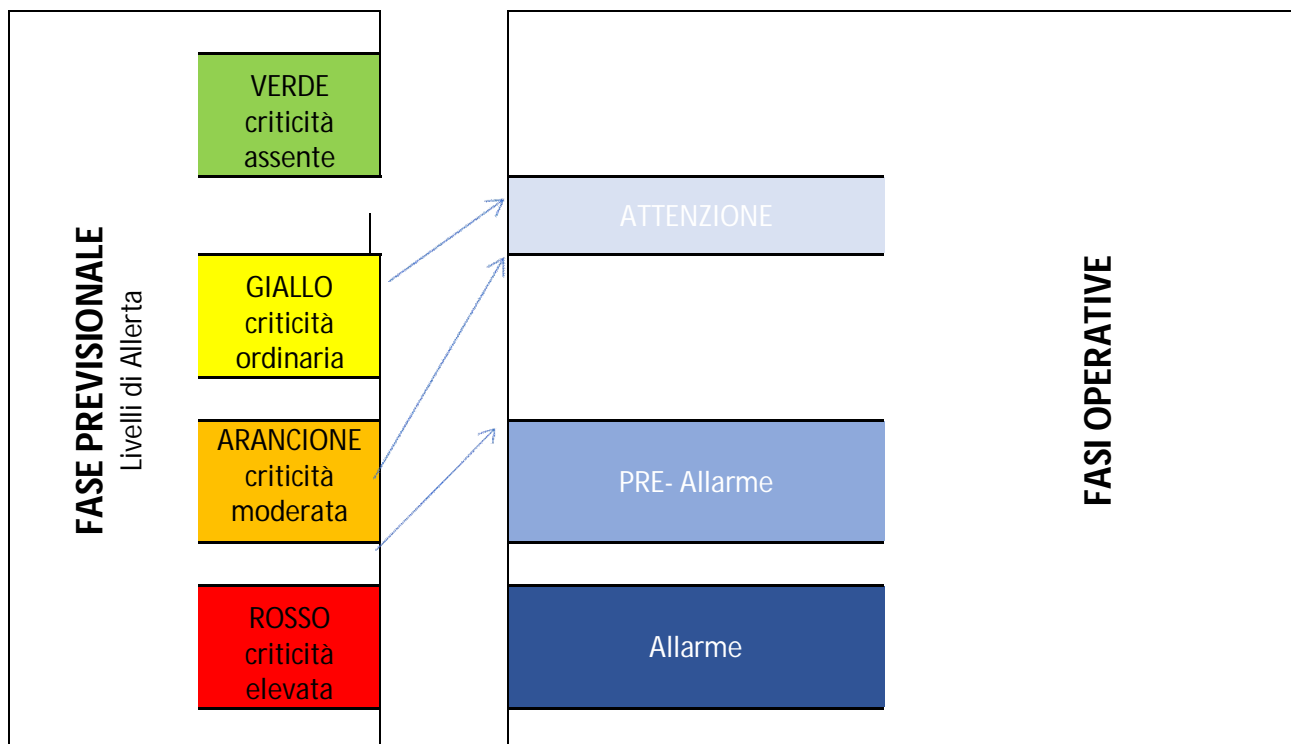 FASE PREVISIONALE
Livelli di Allerta
VERDE
criticità
assente
GIALLO
criticità
ordinaria
ARANCIONE
criticità
moderata
ROSSO
criticità
elevata
ATTENZIONE
PRE- Allarme
Allarme
FASI OPERATIVE